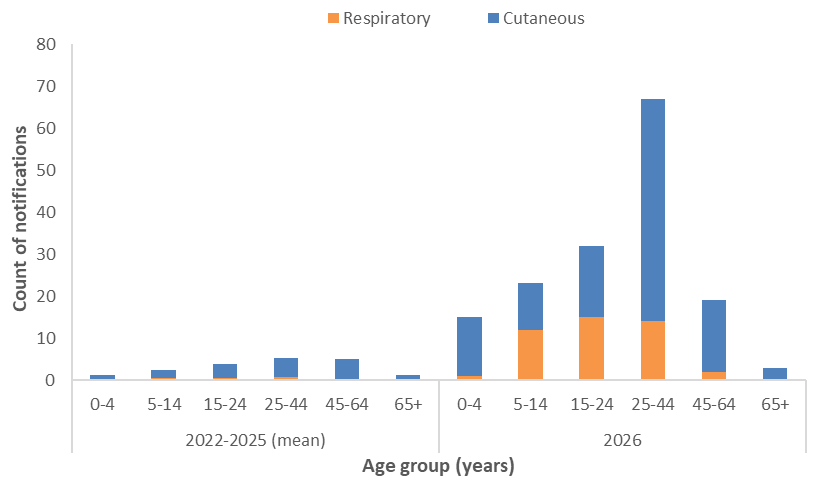 Respiratory Cutaneous
80
70
60
50
40
30
20
10
0
Count of notifications
0-4 5-14 15-24 25-44 45-64 65+ 0-4 5-14 15-24 25-44 45-64 65+
2022-2025 (mean) 2026
Age group (years)